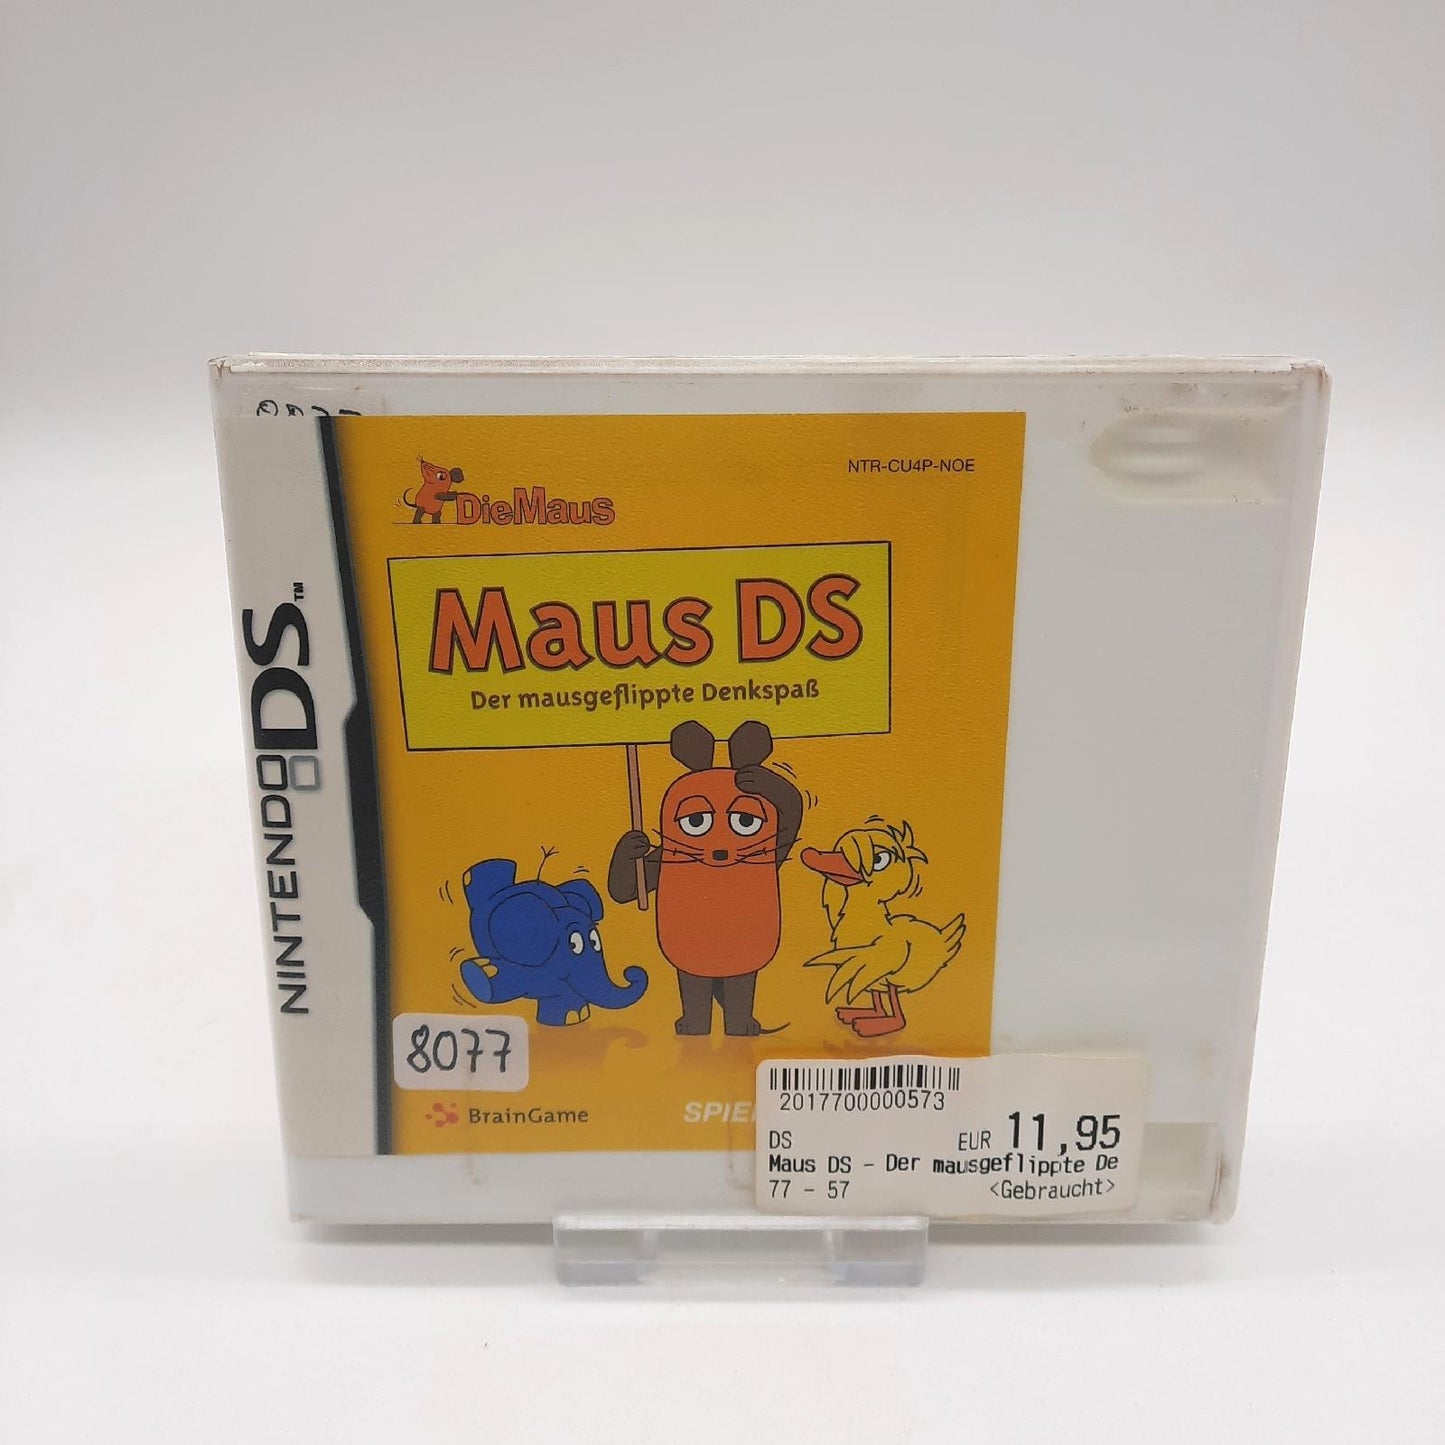 NTR-CU4P-NOE
DieMaus
Maus DS
Der mausgeflippte Denkspaß
NINTENDO DS™
8077
BrainGame
2017700000573
DS EUR 11,95
Maus DS - Der mausgeflippte De
77 - 57 <Gebraucht>